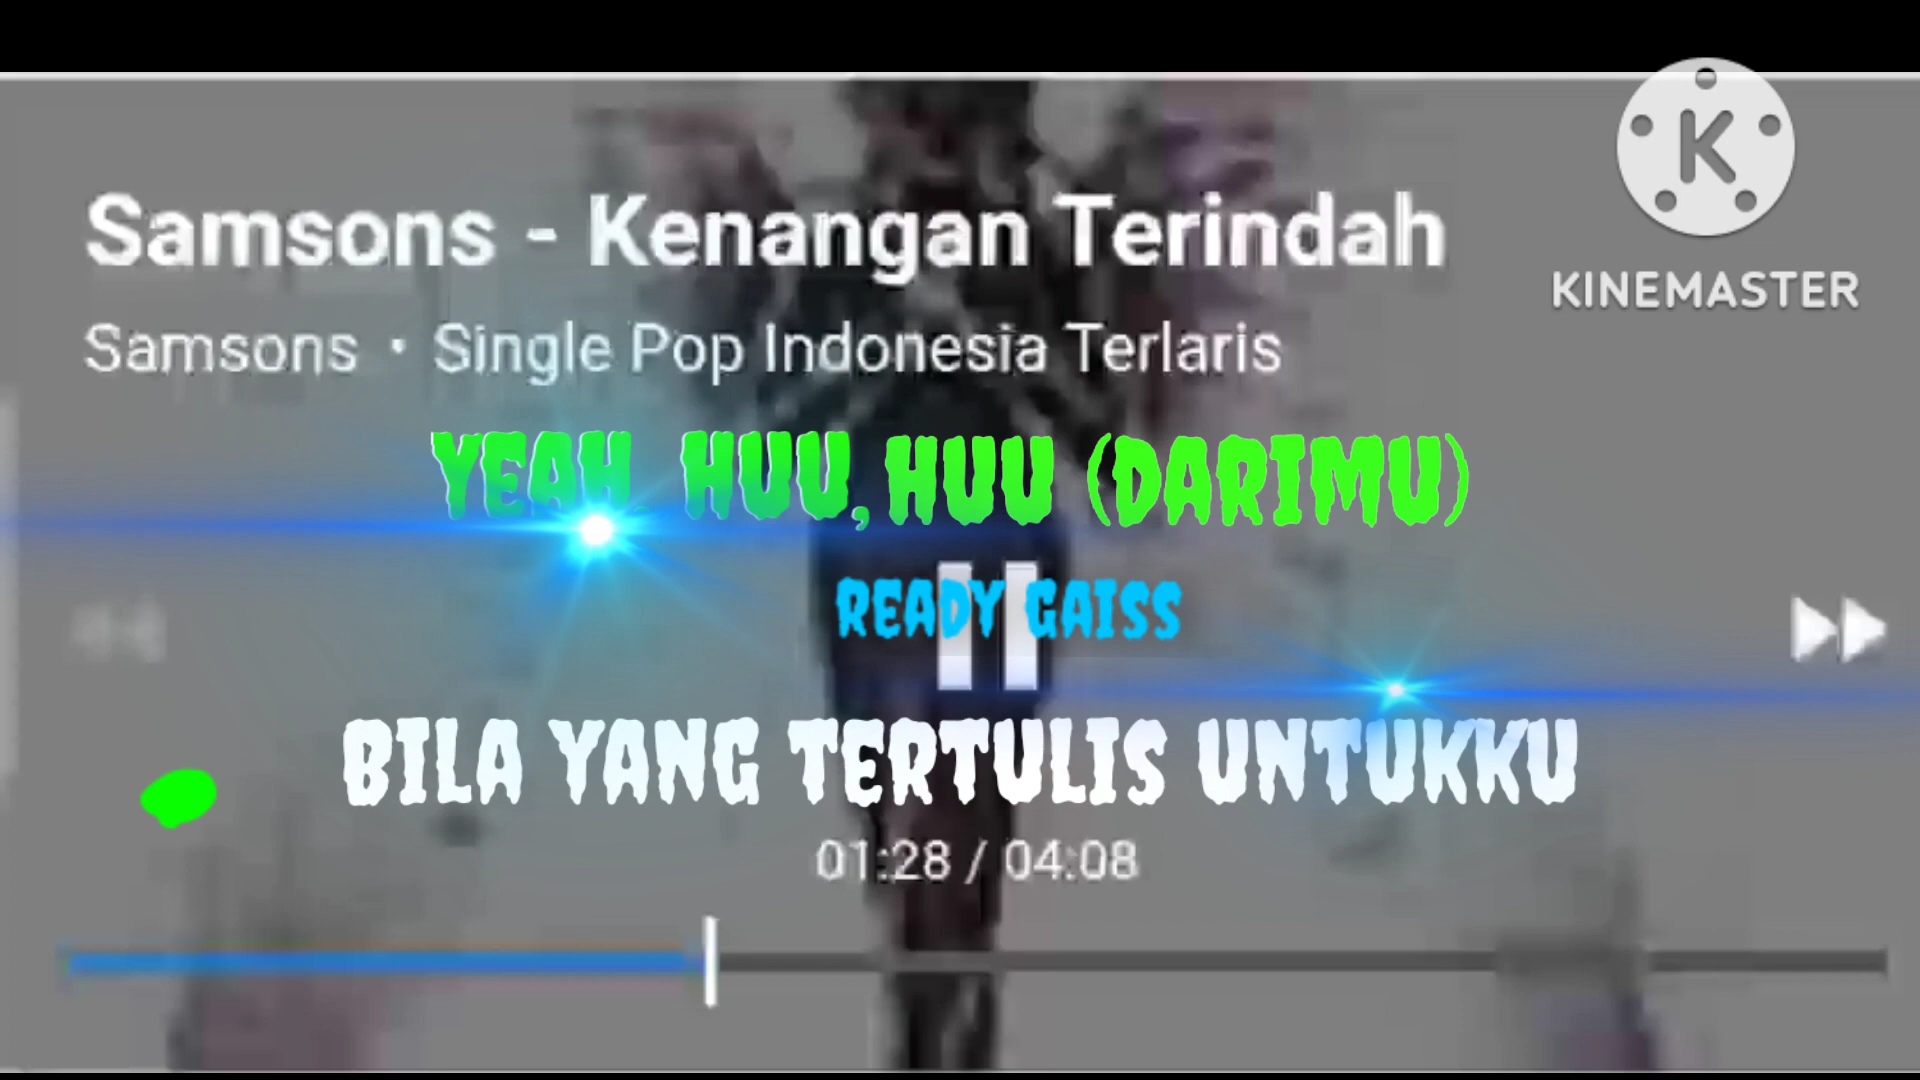 K
KINEMASTER
Samsons - Kenangan Terindah
Samsons • Single Pop Indonesia Terlaris
YEAH, HUU, HUU (DARIMU)
READY GAISS
BILA YANG TERTULIS UNTUKKU
01:28 / 04:08